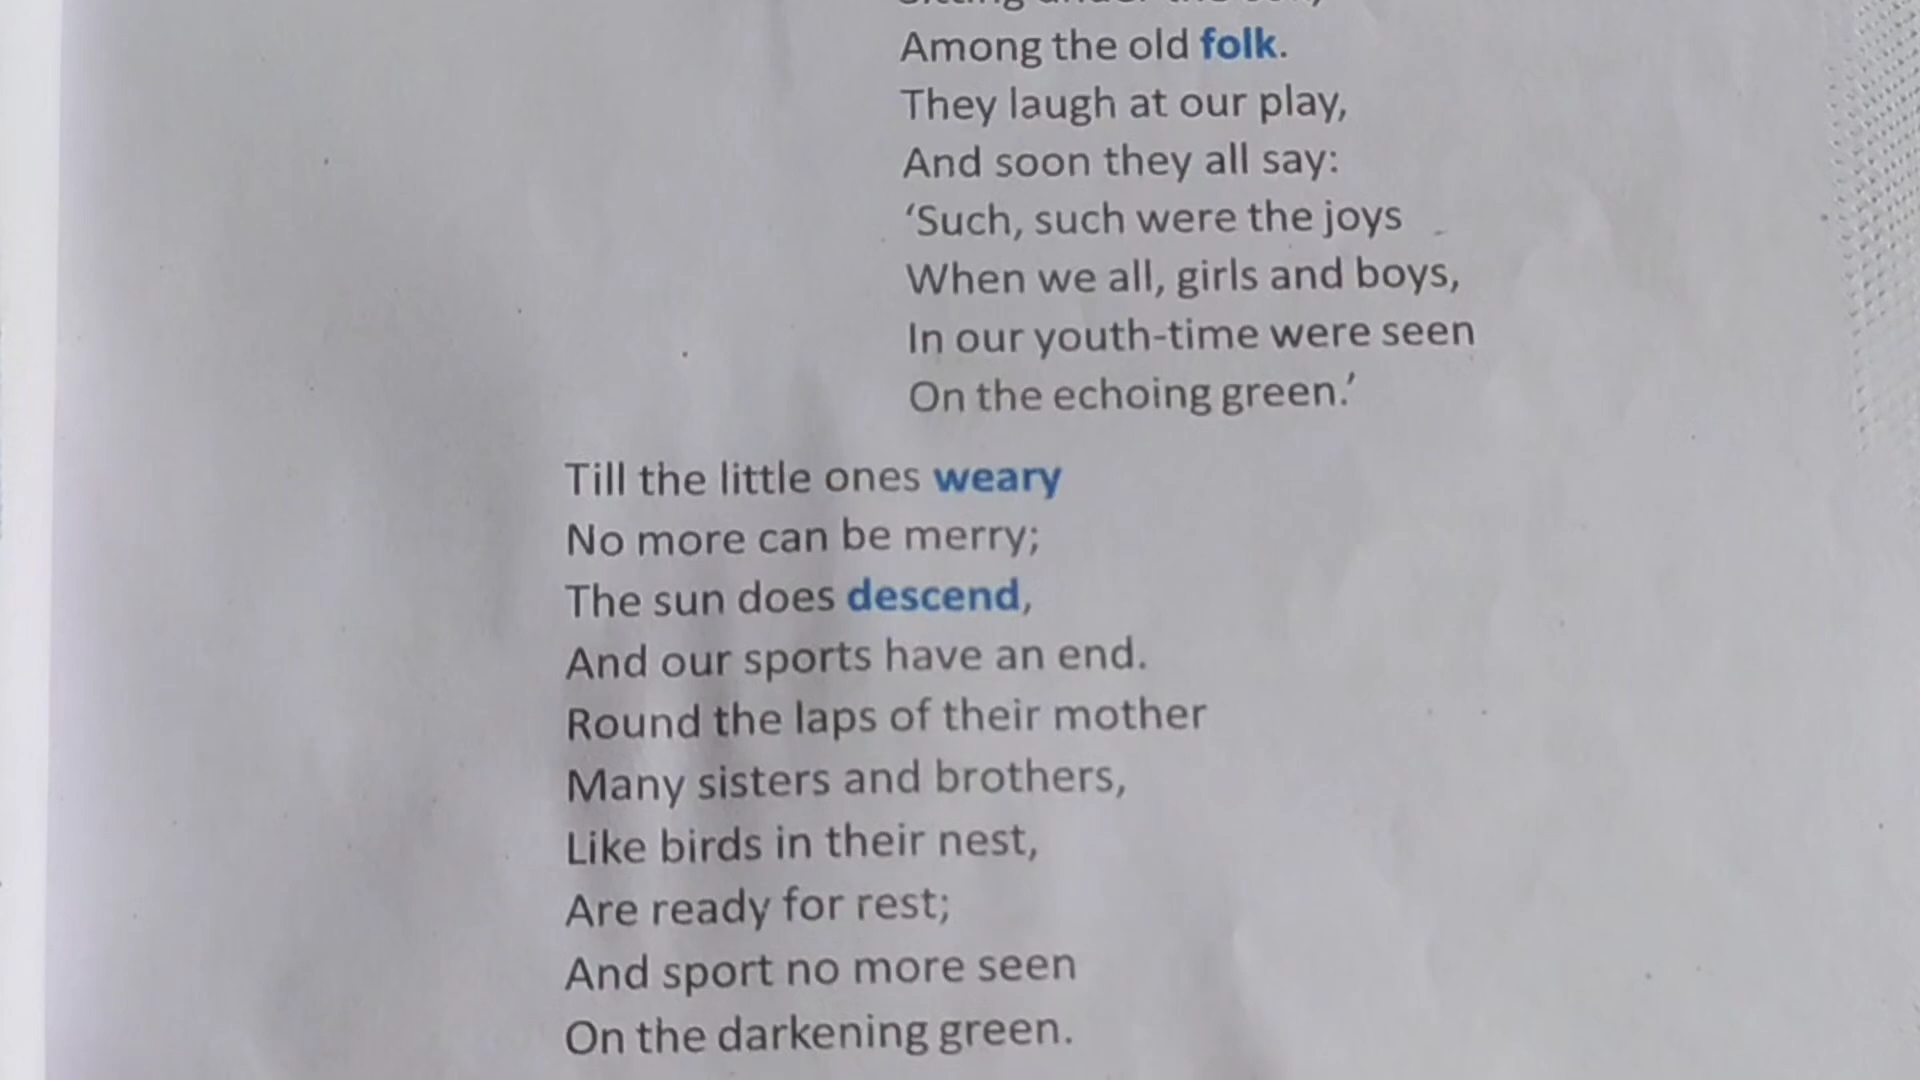 Among the old folk.
They laugh at our play,
And soon they all say:
‘Such, such were the joys
When we all, girls and boys,
In our youth-time were seen
On the echoing green.’
Till the little ones weary
No more can be merry;
The sun does descend,
And our sports have an end.
Round the laps of their mother
Many sisters and brothers,
Like birds in their nest,
Are ready for rest;
And sport no more seen
On the darkening green.